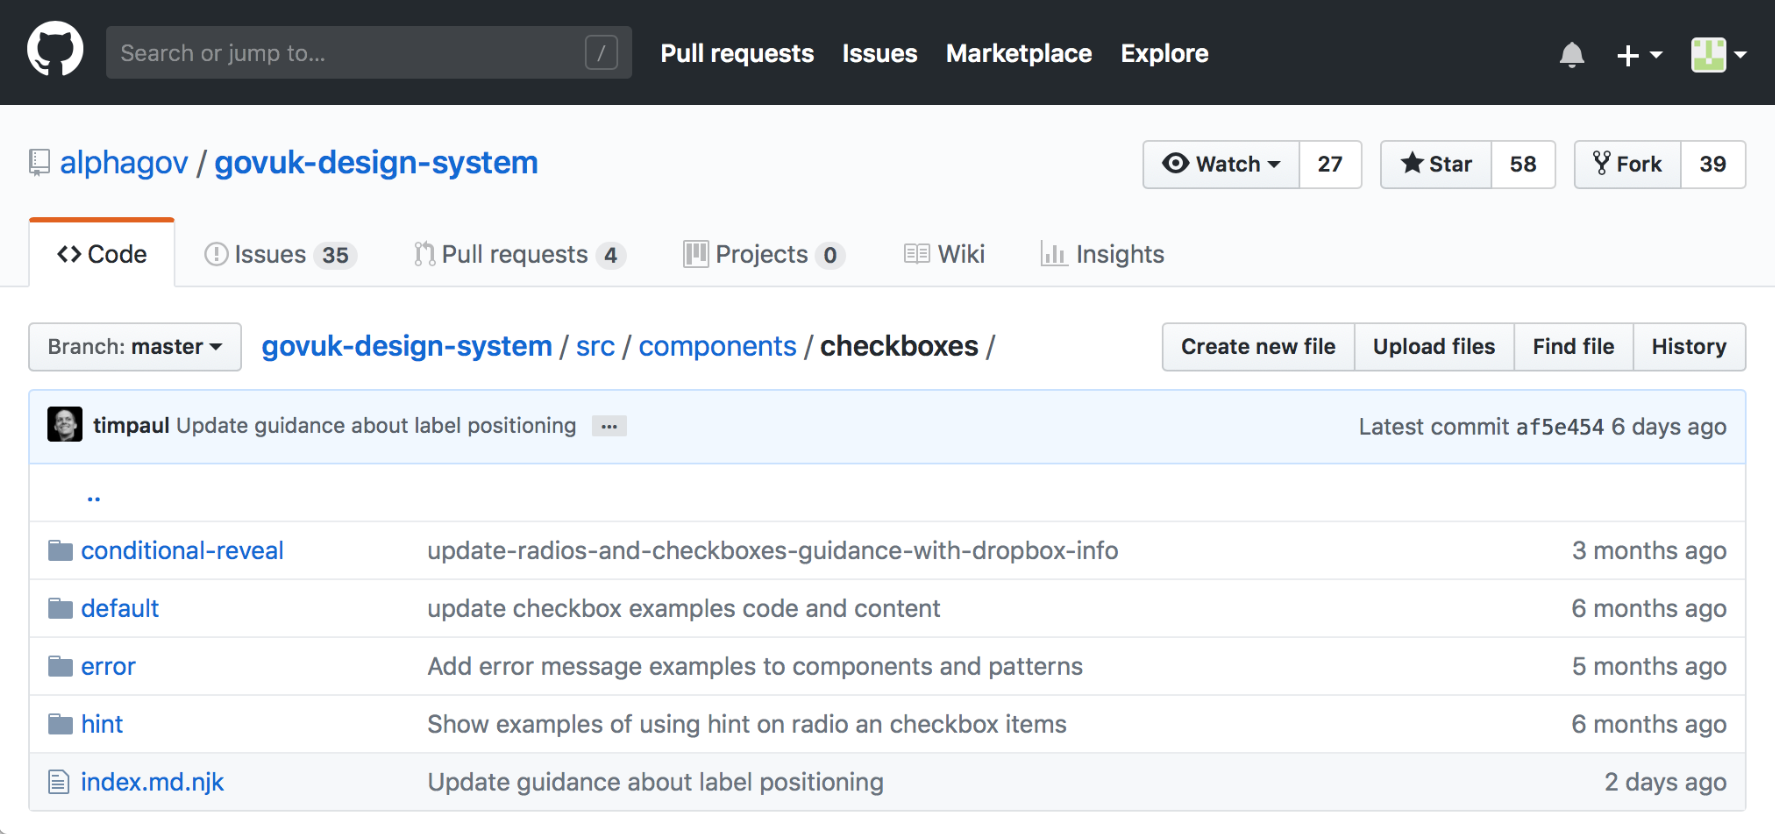 Search or jump to... /
Pull requests Issues Marketplace Explore
alphagov / govuk-design-system
Watch 27 Star 58 Fork 39
Code Issues 35 Pull requests 4 Projects 0 Wiki Insights
Branch: master govuk-design-system / src / components / checkboxes / Create new file Upload files Find file History
timpaul Update guidance about label positioning ... Latest commit af5e454 6 days ago
..
conditional-reveal update-radios-and-checkboxes-guidance-with-dropbox-info 3 months ago
default update checkbox examples code and content 6 months ago
error Add error message examples to components and patterns 5 months ago
hint Show examples of using hint on radio an checkbox items 6 months ago
index.md.njk Update guidance about label positioning 2 days ago